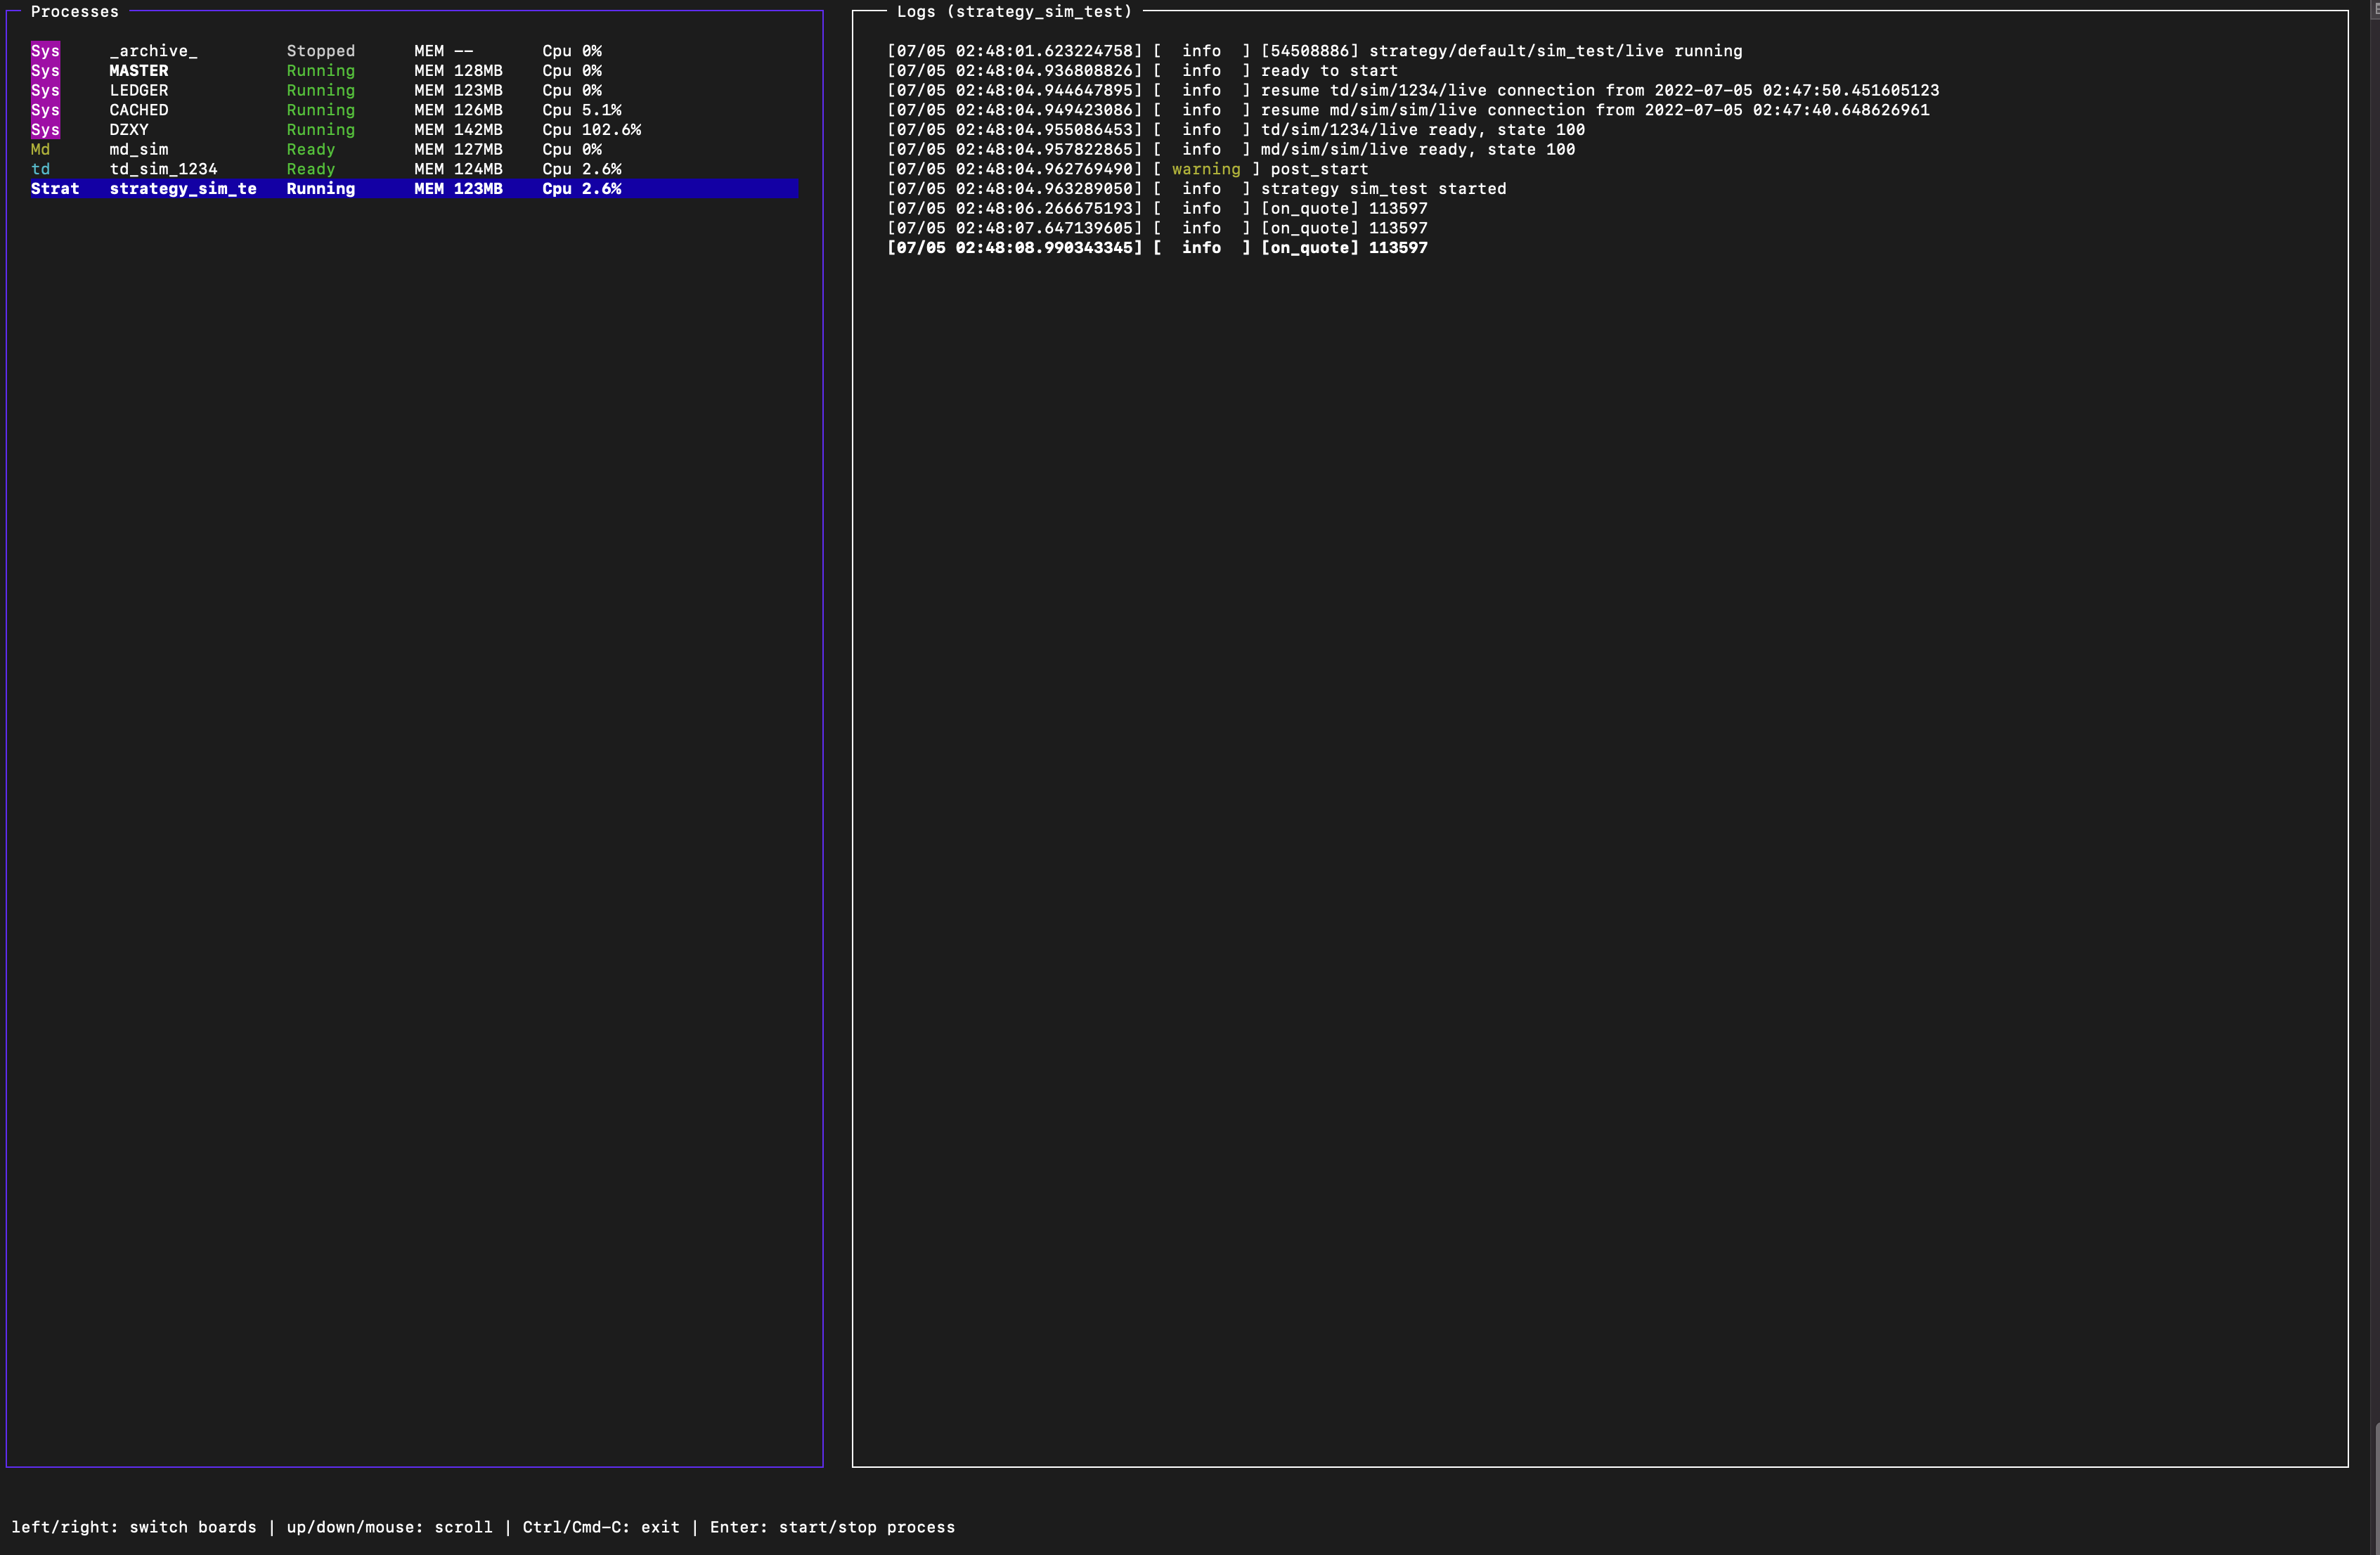 Processes
Sys _archive_ Stopped MEM -- Cpu 0%
Sys MASTER Running MEM 128MB Cpu 0%
Sys LEDGER Running MEM 123MB Cpu 0%
Sys CACHED Running MEM 126MB Cpu 5.1%
Sys DZXY Running MEM 142MB Cpu 102.6%
Md md_sim Ready MEM 127MB Cpu 0%
td td_sim_1234 Ready MEM 124MB Cpu 2.6%
Strat strategy_sim_te Running MEM 123MB Cpu 2.6%
Logs (strategy_sim_test)
[07/05 02:48:01.623224758] [ info ] [54508886] strategy/default/sim_test/live running
[07/05 02:48:04.936808826] [ info ] ready to start
[07/05 02:48:04.944647895] [ info ] resume td/sim/1234/live connection from 2022-07-05 02:47:50.451605123
[07/05 02:48:04.949423086] [ info ] resume md/sim/sim/live connection from 2022-07-05 02:47:40.648626961
[07/05 02:48:04.955086453] [ info ] td/sim/1234/live ready, state 100
[07/05 02:48:04.957822865] [ info ] md/sim/sim/live ready, state 100
[07/05 02:48:04.962769490] [ warning ] post_start
[07/05 02:48:04.963289050] [ info ] strategy sim_test started
[07/05 02:48:06.266675193] [ info ] [on_quote] 113597
[07/05 02:48:07.647139605] [ info ] [on_quote] 113597
[07/05 02:48:08.990343345] [ info ] [on_quote] 113597
left/right: switch boards | up/down/mouse: scroll | Ctrl/Cmd-C: exit | Enter: start/stop process